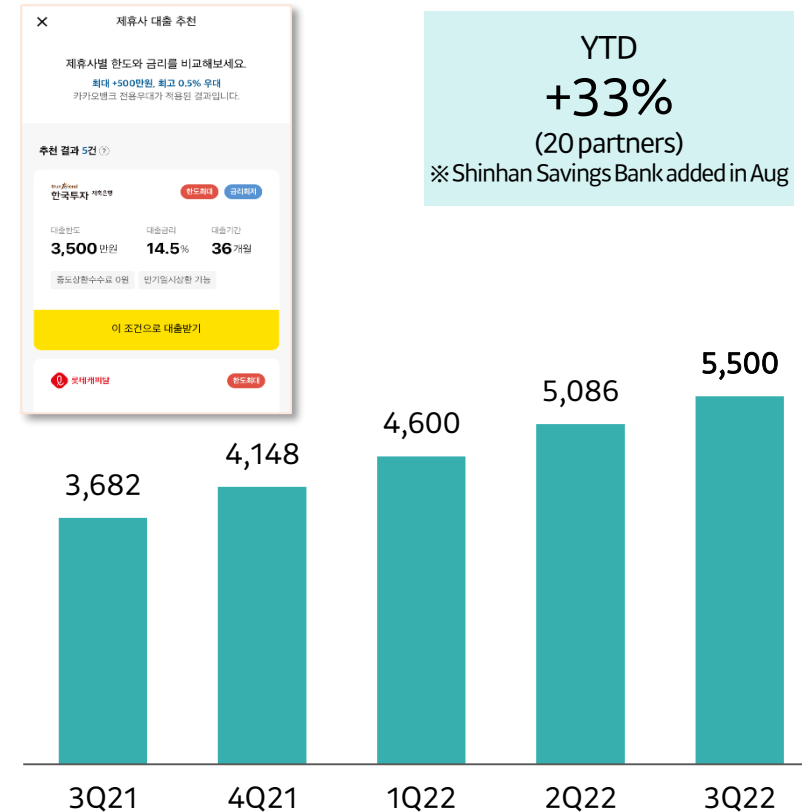 × 제휴사 대출 추천
제휴사별 한도와 금리를 비교해보세요.
최대 +500만원, 최고 0.5% 우대
카카오뱅크 전용우대가 적용된 결과입니다.
추천 결과 5건 ?
true friend
한국투자 저축은행 한도최대 금리최저
대출한도 대출금리 대출기간
3,500 만원 14.5% 36 개월
중도상환수수료 0원 만기일시상환 가능
이 조건으로 대출받기
롯데캐피탈 한도최대
YTD
+33%
(20 partners)
※ Shinhan Savings Bank added in Aug
3,682
4,148
4,600
5,086
5,500
3Q21 4Q21 1Q22 2Q22 3Q22